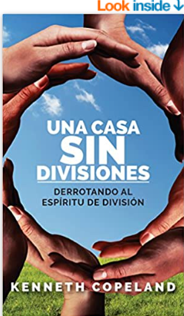 Look inside
UNA CASA
SIN
DIVISIONES
DERROTANDO AL
ESPÍRITU DE DIVISIÓN
KENNETH COPELAND